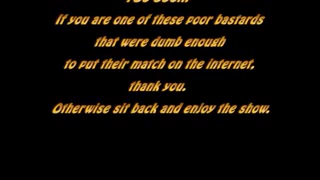 If you are one of these poor bastards
that were dumb enough
to put their match on the internet,
thank you.
Otherwise sit back and enjoy the show.